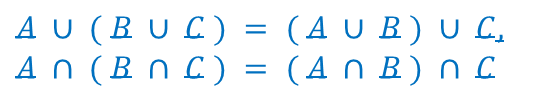 A ∪ (B ∪ C) = (A ∪ B) ∪ C,
A ∩ (B ∩ C) = (A ∩ B) ∩ C